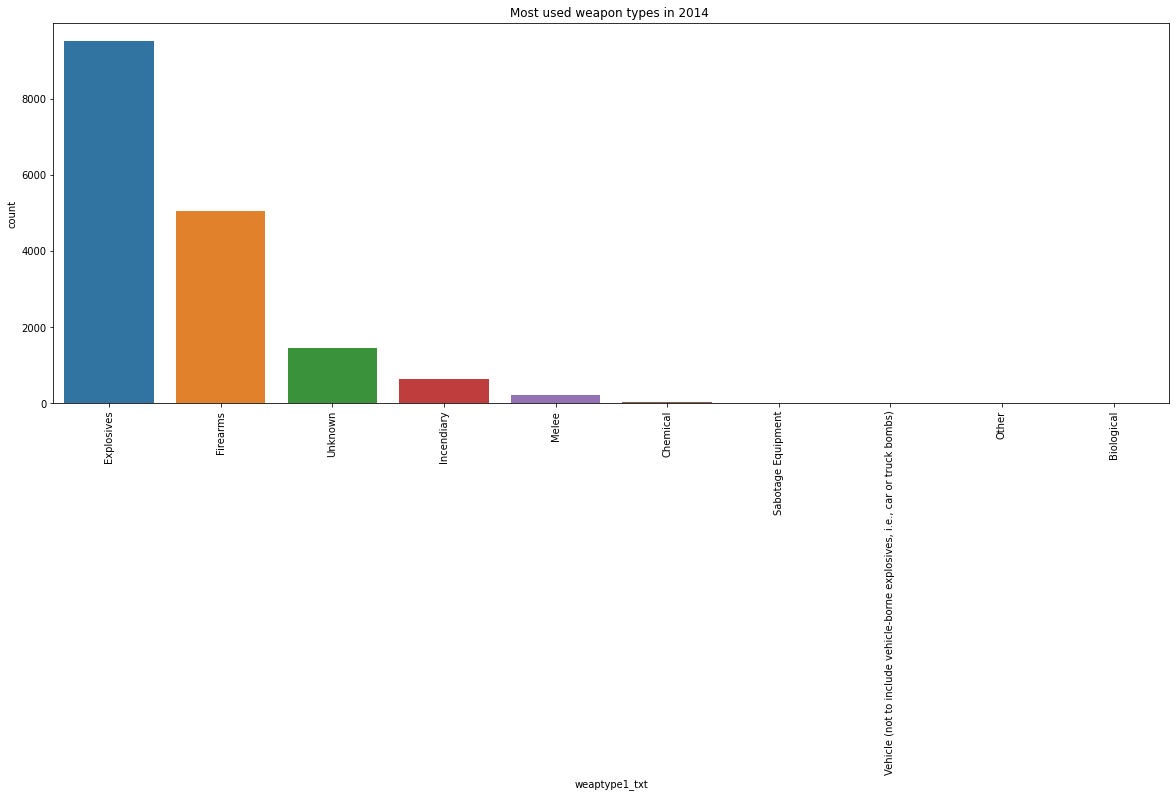 Most used weapon types in 2014
count
8000
6000
4000
2000
0
Explosives
Firearms
Unknown
Incendiary
Melee
Chemical
Sabotage Equipment
Vehicle (not to include vehicle-borne explosives, i.e., car or truck bombs)
Other
Biological
weaptype1_txt